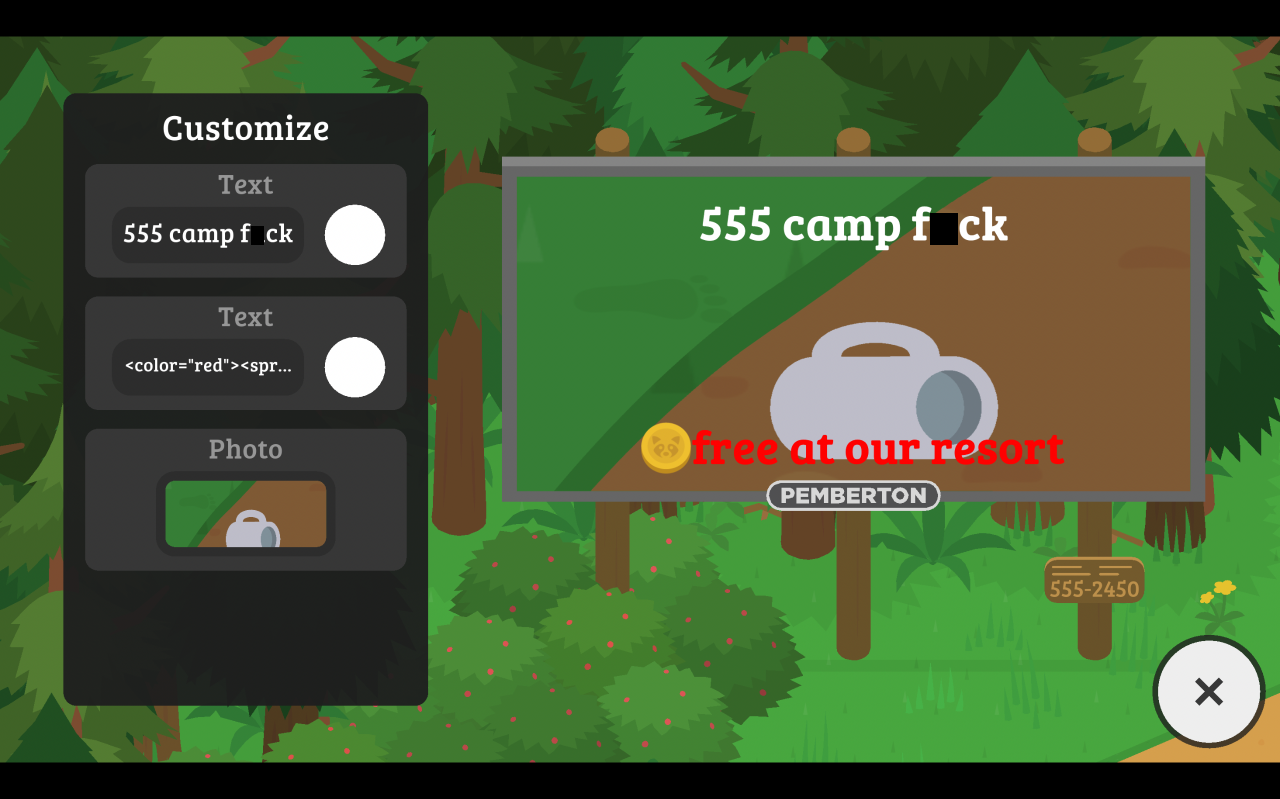 Customize
Text
555 camp f ck
Text
<color="red"><spr...
Photo
555 camp f ck
free at our resort
PEMBERTON
555-2450